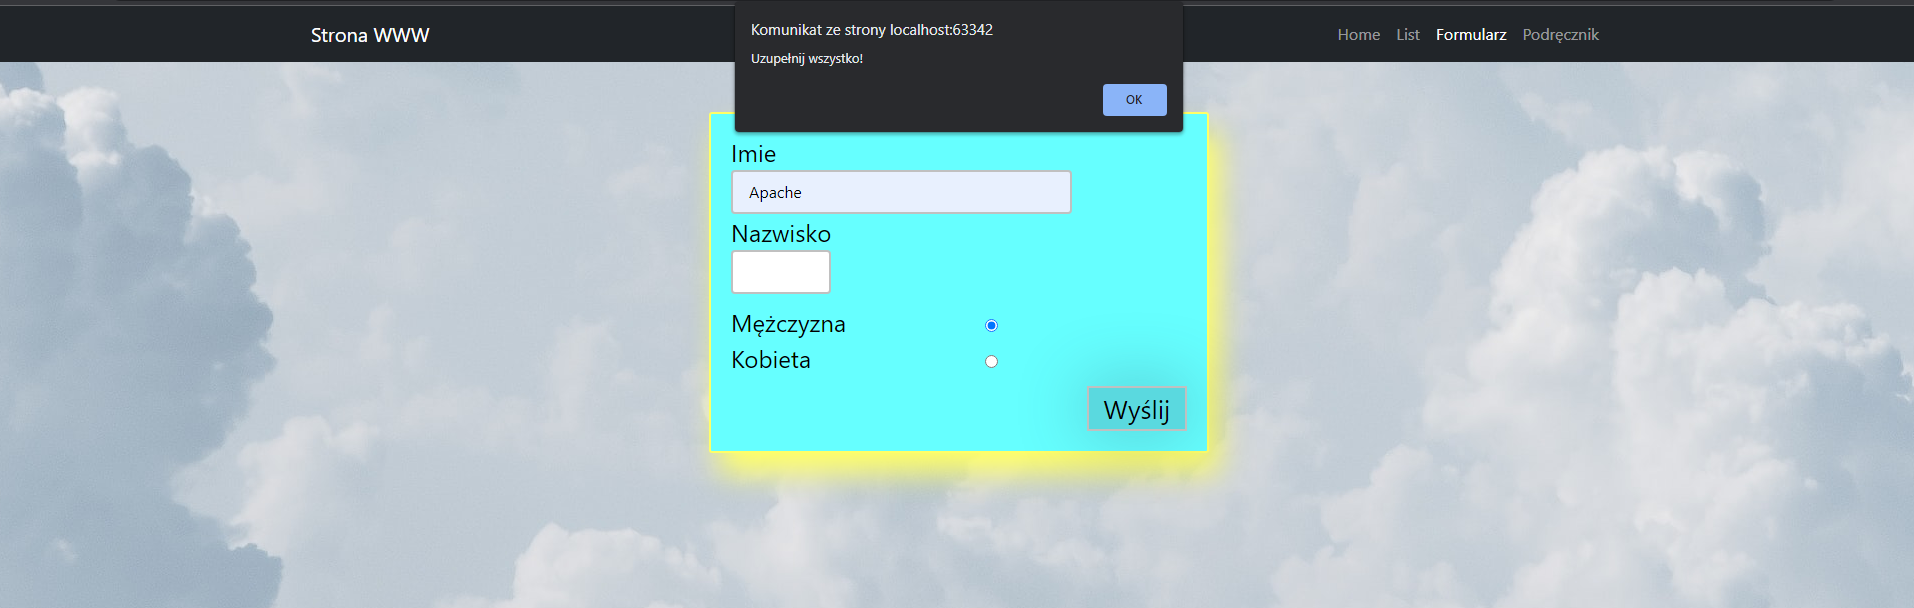 Strona WWW
Home List Formularz Podręcznik
Komunikat ze strony localhost:63342
Uzupełnij wszystko!
OK
Imie
Apache
Nazwisko
Mężczyzna
Kobieta
Wyślij